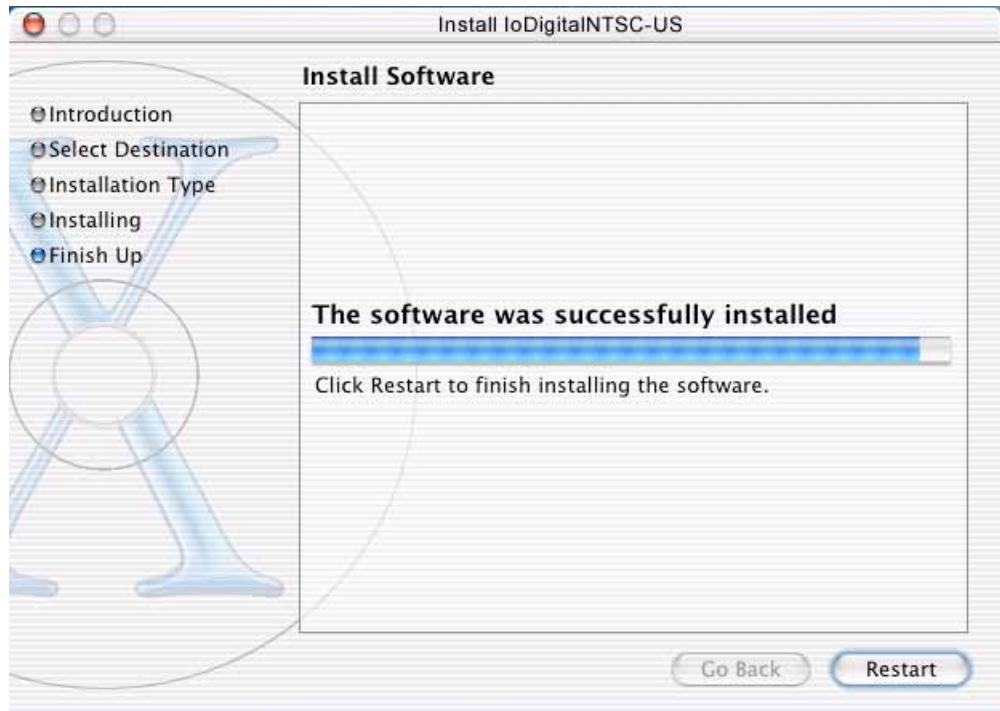 Install IoDigitalNTSC-US
Install Software
Introduction
Select Destination
Installation Type
Installing
Finish Up
The software was successfully installed
Click Restart to finish installing the software.
Go Back
Restart